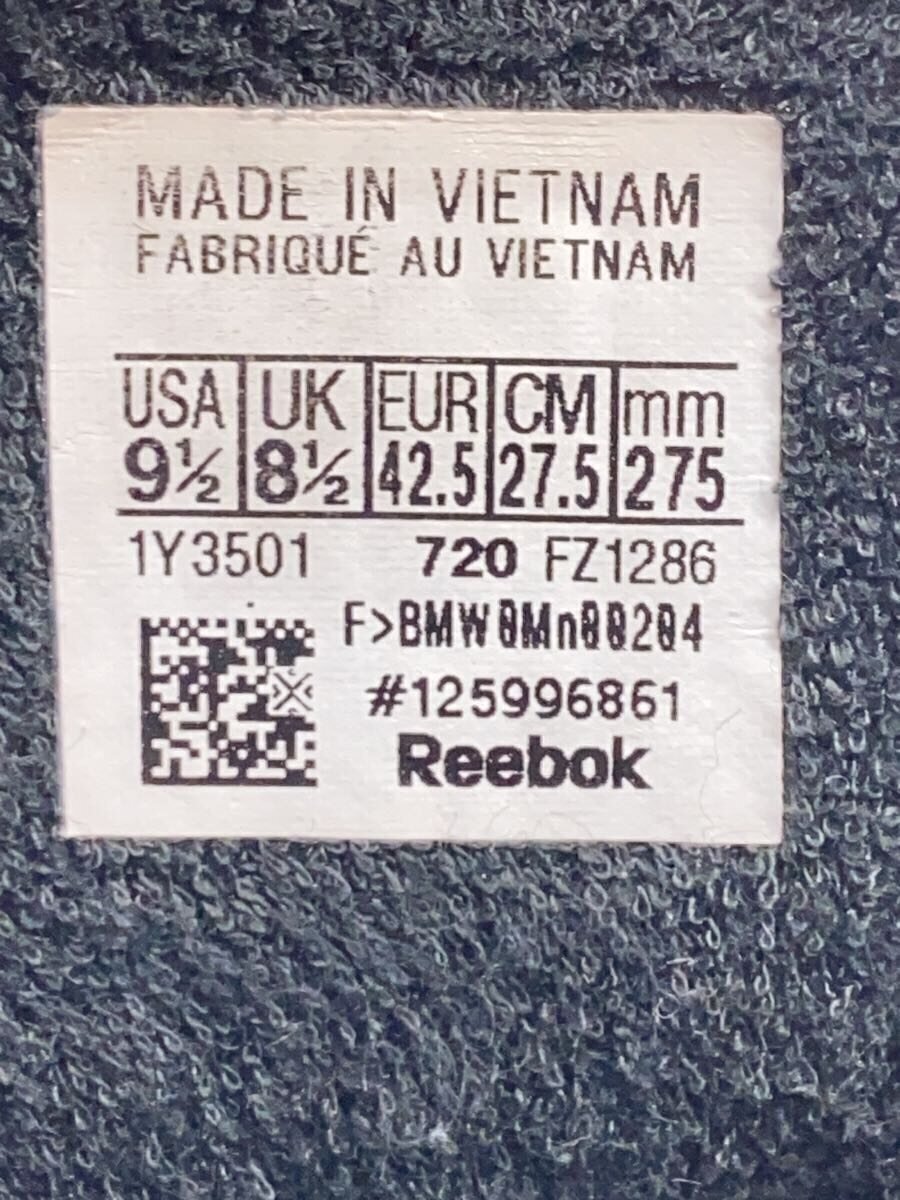 MADE IN VIETNAM
FABRIQUÉ AU VIETNAM
USA UK EUR CM mm
9½ 8½ 42.5 27.5 275
1Y3501 720 FZ1286
#125996861
Reebok